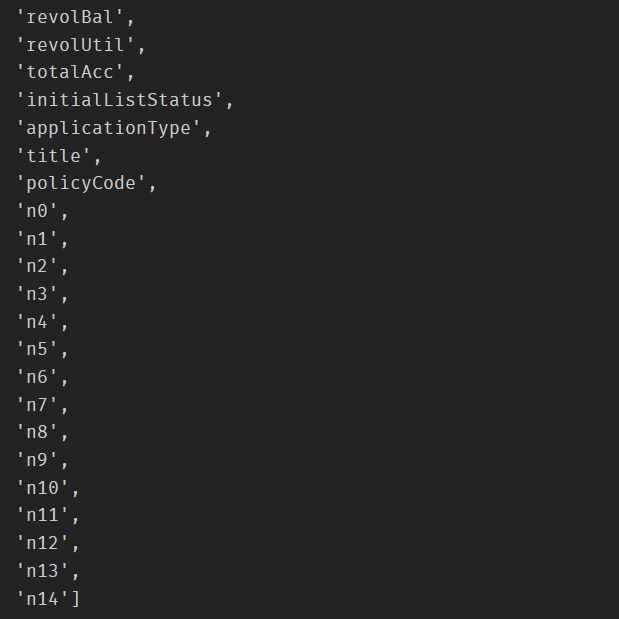 'revolBal',
'revolUtil',
'totalAcc',
'initialListStatus',
'applicationType',
'title',
'policyCode',
'n0',
'n1',
'n2',
'n3',
'n4',
'n5',
'n6',
'n7',
'n8',
'n9',
'n10',
'n11',
'n12',
'n13',
'n14']